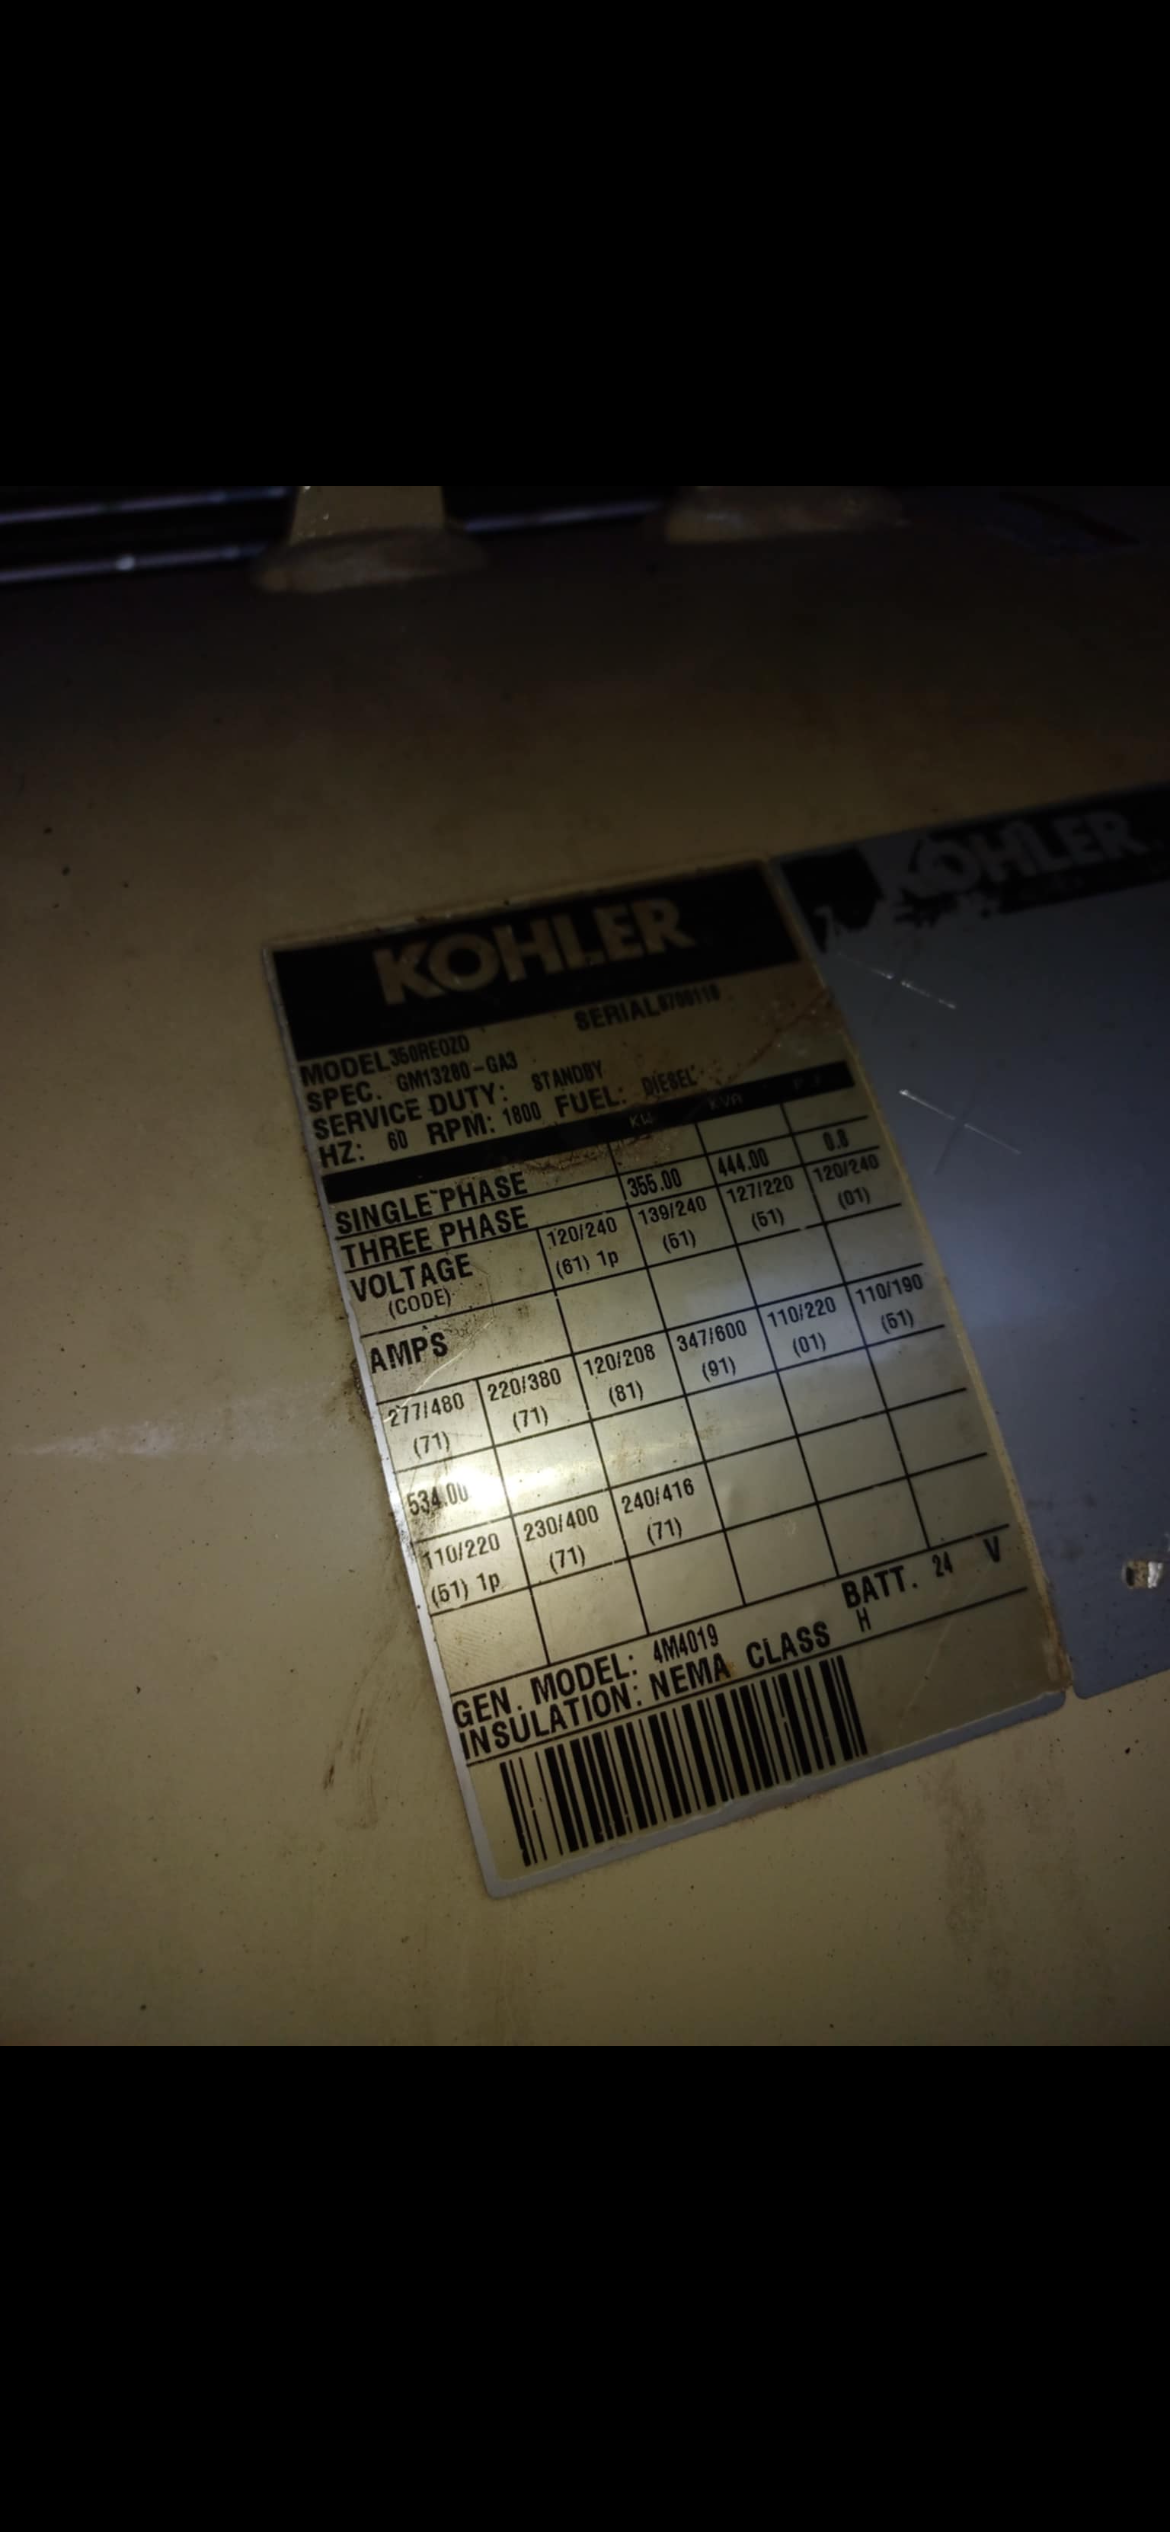 KOHLER
KOHLER
MODEL 350REOZD SERIAL
SPEC. GM13280-GA3
SERVICE DUTY: STANDBY
HZ: 60 RPM: 1800 FUEL: DIESEL
KW KVA
SINGLE PHASE
THREE PHASE 355.00 444.00 0.8
VOLTAGE 120/240 139/240 127/220 120/240
(CODE) (61) 1p (51) (51) (01)
AMPS
277/480 220/380 120/208 347/600 110/220 110/190
(71) (71) (81) (91) (01) (51)
534.00
110/220 230/400 240/416
(51) 1p (71) (71)
GEN. MODEL: 4M4019 BATT. 24 V
INSULATION: NEMA CLASS H